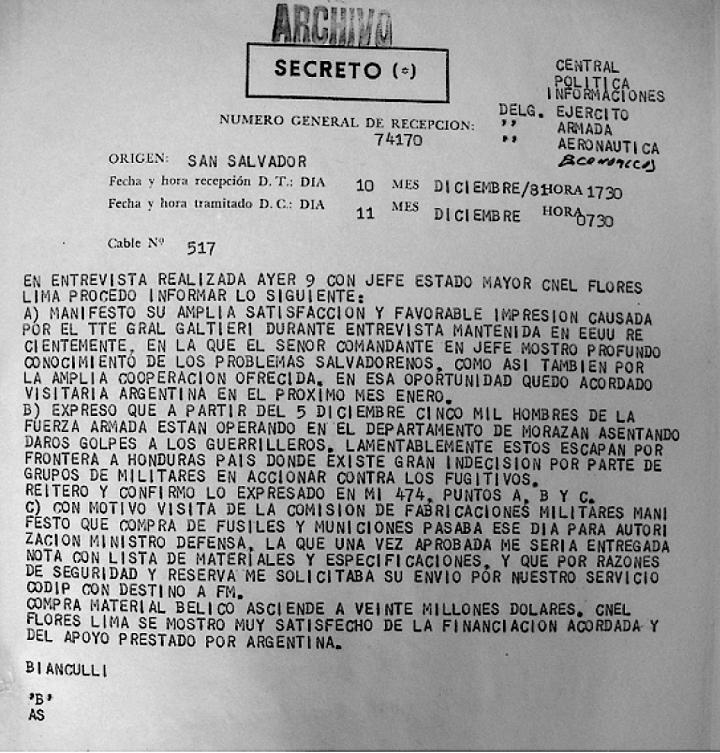 ARCHIVO
SECRETO (*)
CENTRAL
POLITICA
INFORMACIONES
DELG. EJERCITO
" ARMADA
" AERONAUTICA
ECONOMICOS
NUMERO GENERAL DE RECEPCION:
74170
ORIGEN: SAN SALVADOR
Fecha y hora recepción D. T.: DIA 10 MES DICIEMBRE/81 HORA 1730
Fecha y hora tramitado D. C.: DIA 11 MES DICIEMBRE HORA 0730
Cable Nº 517
EN ENTREVISTA REALIZADA AYER 9 CON JEFE ESTADO MAYOR CNEL FLORES
LIMA PROCEDO INFORMAR LO SIGUIENTE:
A) MANIFESTO SU AMPLIA SATISFACCION Y FAVORABLE IMPRESION CAUSADA
POR EL TTE GRAL GALTIERI DURANTE ENTREVISTA MANTENIDA EN EEUU RE
CIENTEMENTE, EN LA QUE EL SENOR COMANDANTE EN JEFE MOSTRO PROFUNDO
CONOCIMIENTO DE LOS PROBLEMAS SALVADORENOS, COMO ASI TAMBIEN POR
LA AMPLIA COOPERACION OFRECIDA. EN ESA OPORTUNIDAD QUEDO ACORDADO
VISITARIA ARGENTINA EN EL PROXIMO MES ENERO.
B) EXPRESO QUE A PARTIR DEL 5 DICIEMBRE CINCO MIL HOMBRES DE LA
FUERZA ARMADA ESTAN OPERANDO EN EL DEPARTAMENTO DE MORAZAN ASENTANDO
DAROS GOLPES A LOS GUERRILLEROS. LAMENTABLEMENTE ESTOS ESCAPAN POR
FRONTERA A HONDURAS PAIS DONDE EXISTE GRAN INDECISION POR PARTE DE
GRUPOS DE MILITARES EN ACCIONAR CONTRA LOS FUGITIVOS.
REITERO Y CONFIRMO LO EXPRESADO EN MI 474, PUNTOS A, B Y C.
C) CON MOTIVO VISITA DE LA COMISION DE FABRICACIONES MILITARES MANI
FESTO QUE COMPRA DE FUSILES Y MUNICIONES PASABA ESE DIA PARA AUTORI
ZACION MINISTRO DEFENSA, LA QUE UNA VEZ APROBADA ME SERIA ENTREGADA
NOTA CON LISTA DE MATERIALES Y ESPECIFICACIONES, Y QUE POR RAZONES
DE SEGURIDAD Y RESERVA ME SOLICITABA SU ENVIO POR NUESTRO SERVICIO
CODIP CON DESTINO A FM.
COMPRA MATERIAL BELICO ASCIENDE A VEINTE MILLONES DOLARES. CNEL
FLORES LIMA SE MOSTRO MUY SATISFECHO DE LA FINANCIACION ACORDADA Y
DEL APOYO PRESTADO POR ARGENTINA.
BIANCULLI
'B'
AS